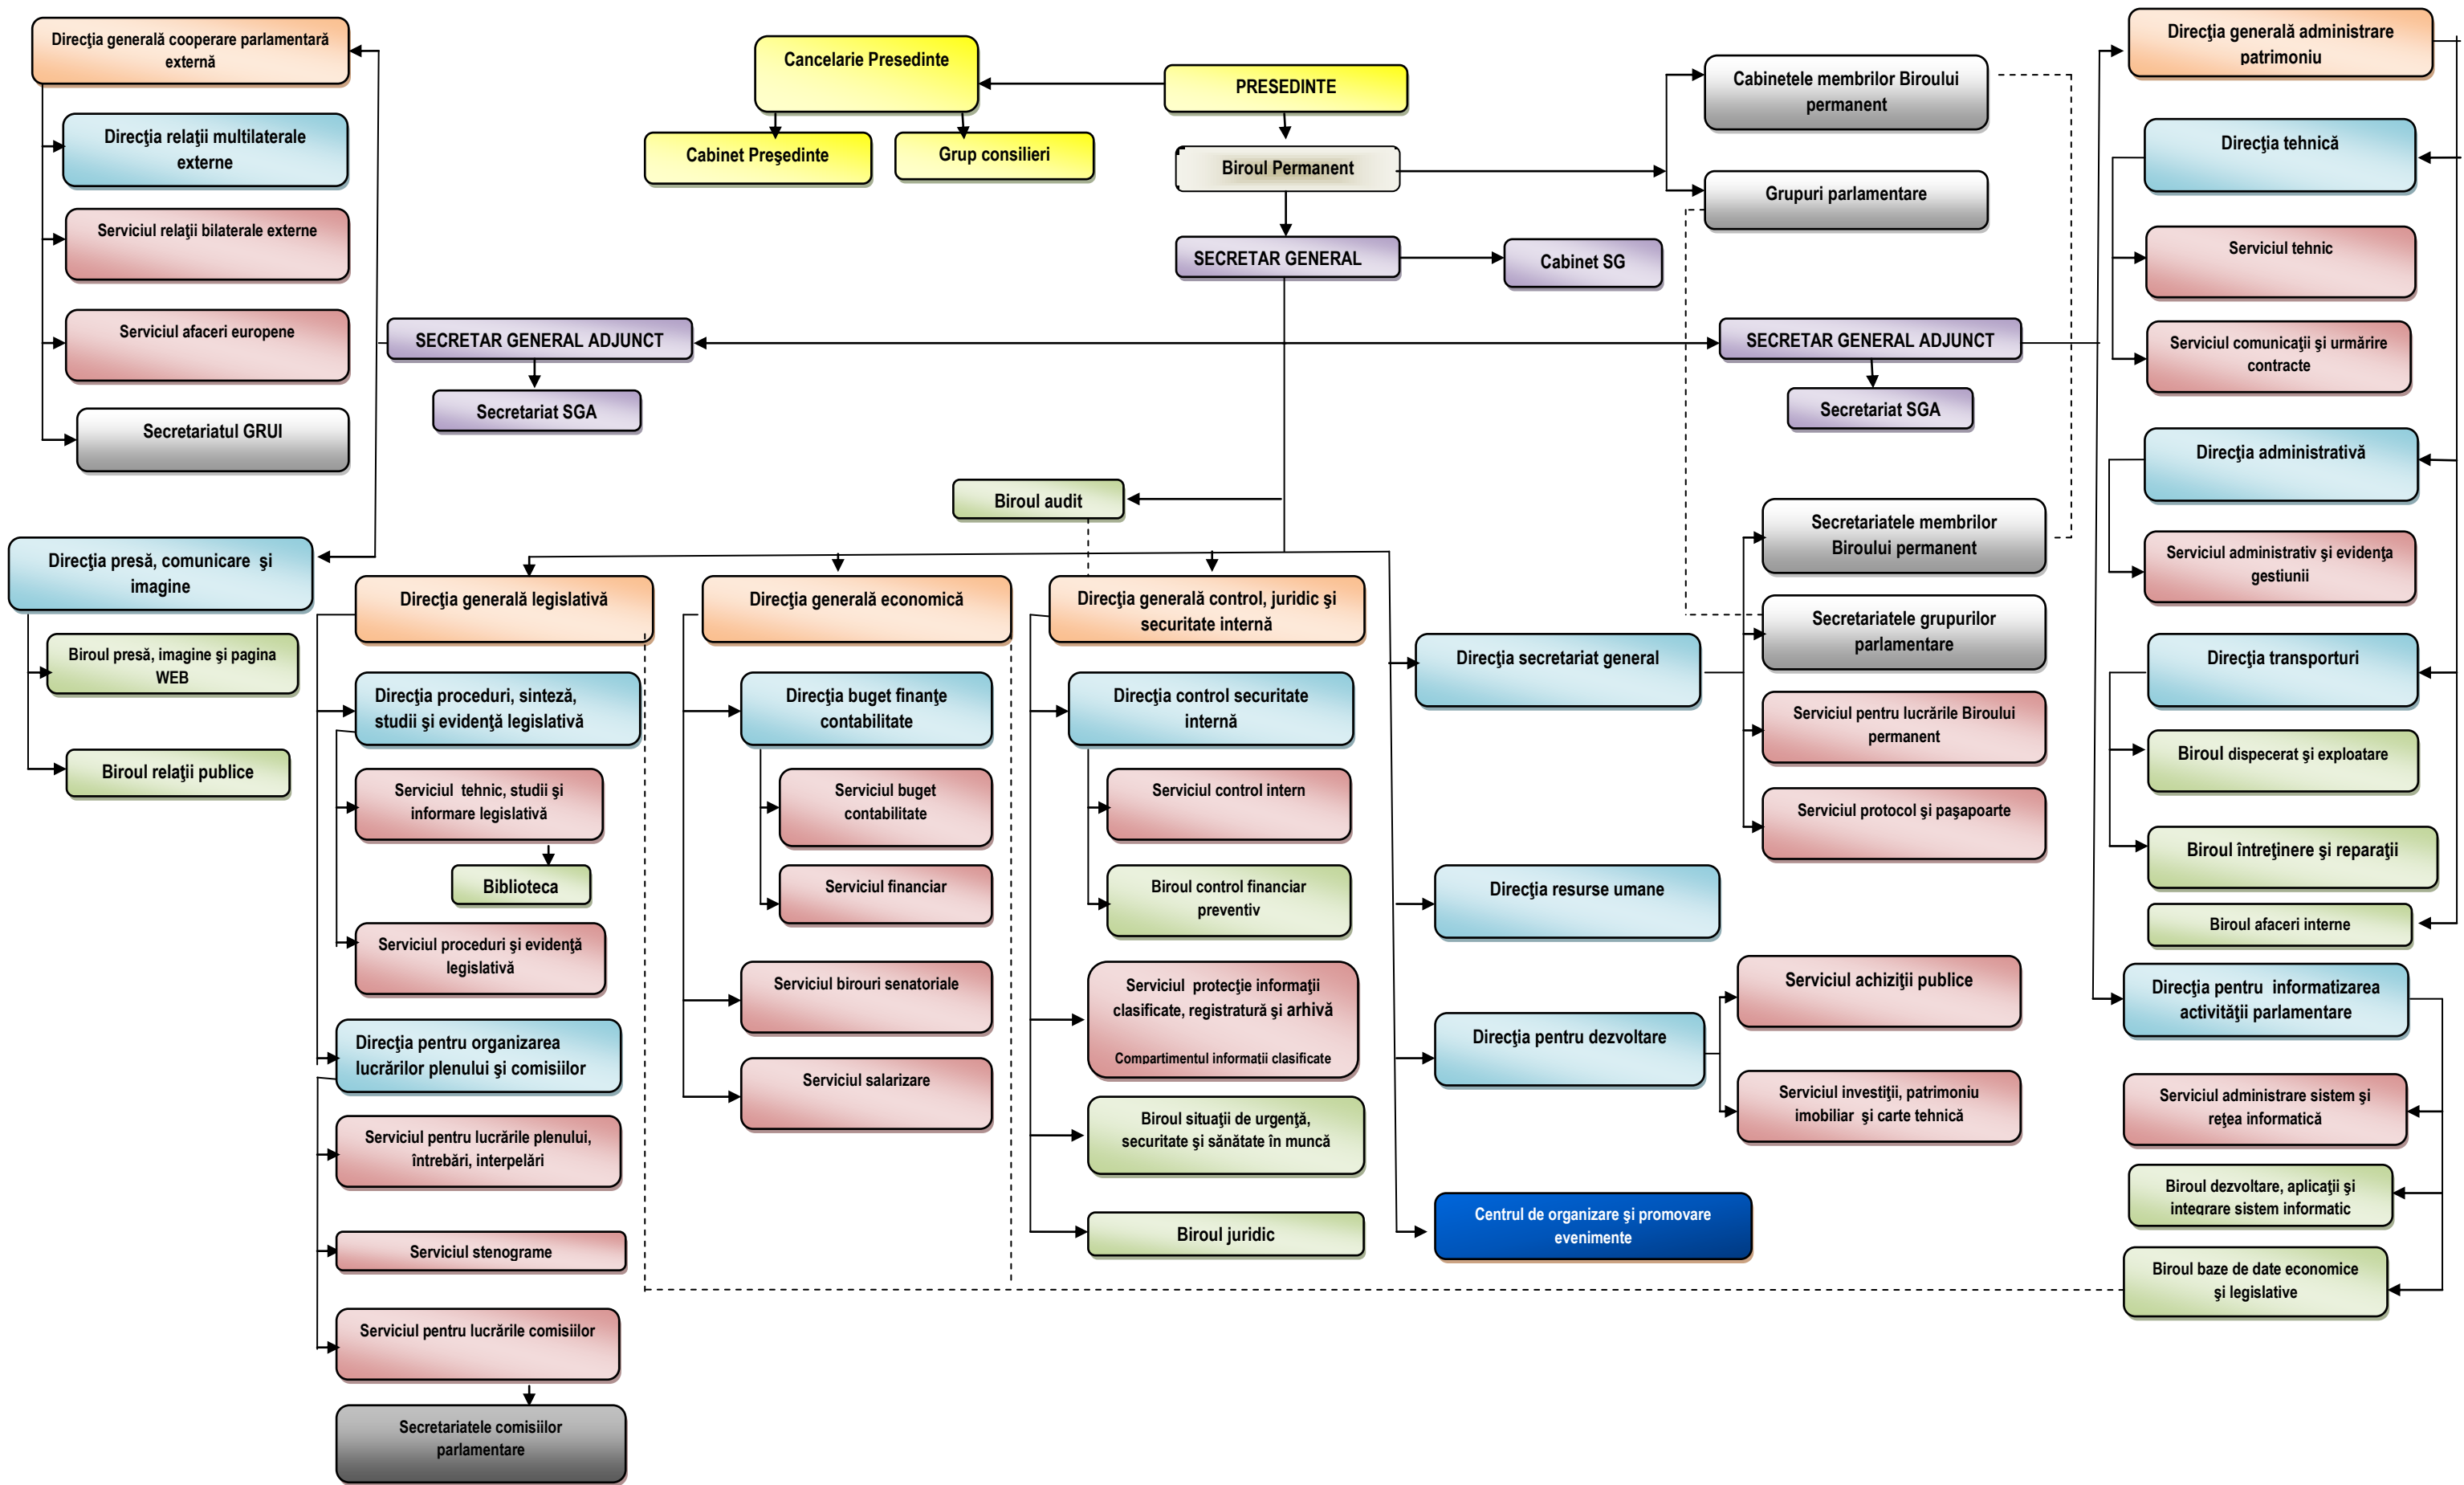 Direcţia generală cooperare parlamentară
externă
Direcţia relaţii multilaterale
externe
Serviciul relaţii bilaterale externe
Serviciul afaceri europene
Secretariatul GRUI
Cancelarie Presedinte
PRESEDINTE
Cabinet Preşedinte
Grup consilieri
Biroul Permanent
Cabinetele membrilor Biroului
permanent
Grupuri parlamentare
SECRETAR GENERAL
Cabinet SG
SECRETAR GENERAL ADJUNCT
Secretariat SGA
SECRETAR GENERAL ADJUNCT
Secretariat SGA
Biroul audit
Direcţia presă, comunicare şi
imagine
Biroul presă, imagine şi pagina
WEB
Biroul relaţii publice
Direcţia generală legislativă
Direcţia proceduri, sinteză,
studii şi evidenţă legislativă
Serviciul tehnic, studii şi
informare legislativă
Biblioteca
Serviciul proceduri şi evidenţă
legislativă
Direcţia pentru organizarea
lucrărilor plenului şi comisiilor
Serviciul pentru lucrările plenului,
întrebări, interpelări
Serviciul stenograme
Serviciul pentru lucrările comisiilor
Secretariatele comisiilor
parlamentare
Direcţia generală economică
Direcţia buget finanţe
contabilitate
Serviciul buget
contabilitate
Serviciul financiar
Serviciul birouri senatoriale
Serviciul salarizare
Direcţia generală control, juridic şi
securitate internă
Direcţia control securitate
internă
Serviciul control intern
Biroul control financiar
preventiv
Serviciul protecţie informaţii
clasificate, registratură şi arhivă
Compartimentul informaţii clasificate
Biroul situaţii de urgenţă,
securitate şi sănătate în muncă
Biroul juridic
Direcţia secretariat general
Secretariatele membrilor
Biroului permanent
Secretariatele grupurilor
parlamentare
Serviciul pentru lucrările Biroului
permanent
Serviciul protocol şi paşapoarte
Direcţia resurse umane
Direcţia pentru dezvoltare
Serviciul achiziţii publice
Serviciul investiţii, patrimoniu
imobiliar şi carte tehnică
Centrul de organizare şi promovare
evenimente
Direcţia generală administrare
patrimoniu
Direcţia tehnică
Serviciul tehnic
Serviciul comunicaţii şi urmărire
contracte
Direcţia administrativă
Serviciul administrativ şi evidenţa
gestiunii
Direcţia transporturi
Biroul dispecerat şi exploatare
Biroul întreţinere şi reparaţii
Biroul afaceri interne
Direcţia pentru informatizarea
activităţii parlamentare
Serviciul administrare sistem şi
reţea informatică
Biroul dezvoltare, aplicaţii şi
integrare sistem informatic
Biroul baze de date economice
şi legislative